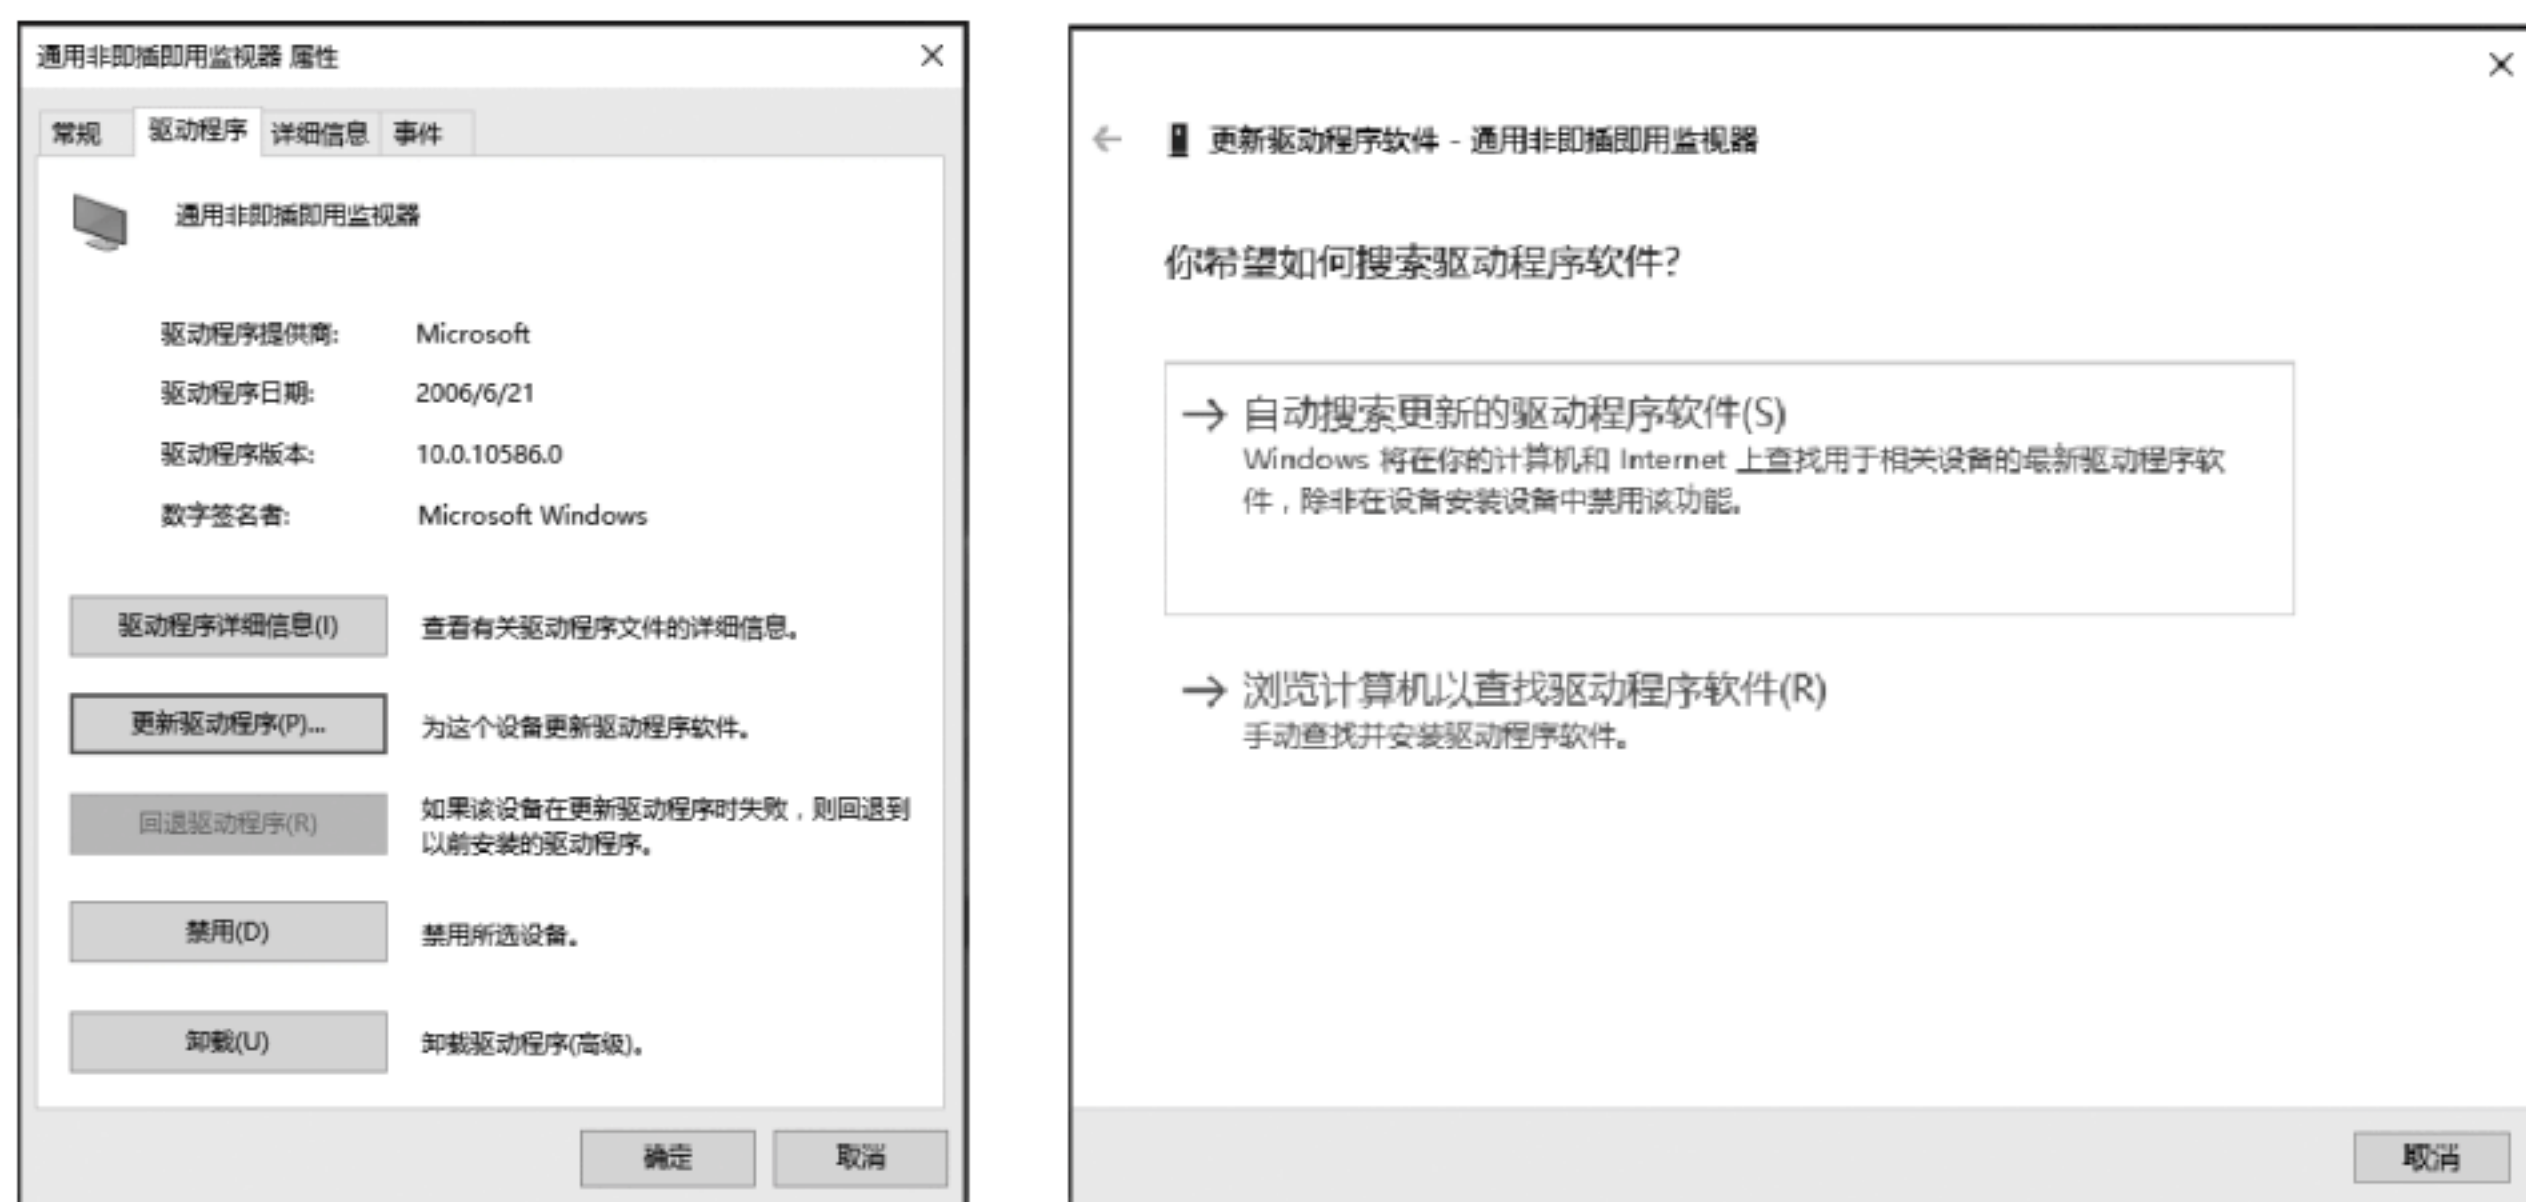 通用非即插即用监视器 属性
常规 驱动程序 详细信息 事件
通用非即插即用监视器
驱动程序提供商: Microsoft
驱动程序日期: 2006/6/21
驱动程序版本: 10.0.10586.0
数字签名者: Microsoft Windows
驱动程序详细信息(I) 查看有关驱动程序文件的详细信息。
更新驱动程序(P)... 为这个设备更新驱动程序软件。
回退驱动程序(R) 如果该设备在更新驱动程序时失败，则回退到
以前安装的驱动程序。
禁用(D) 禁用所选设备。
卸载(U) 卸载驱动程序(高级)。
确定 取消
更新驱动程序软件 - 通用非即插即用监视器
你希望如何搜索驱动程序软件?
→ 自动搜索更新的驱动程序软件(S)
Windows 将在你的计算机和 Internet 上查找用于相关设备的最新驱动程序软
件，除非在设备安装设备中禁用该功能。
→ 浏览计算机以查找驱动程序软件(R)
手动查找并安装驱动程序软件。
取消